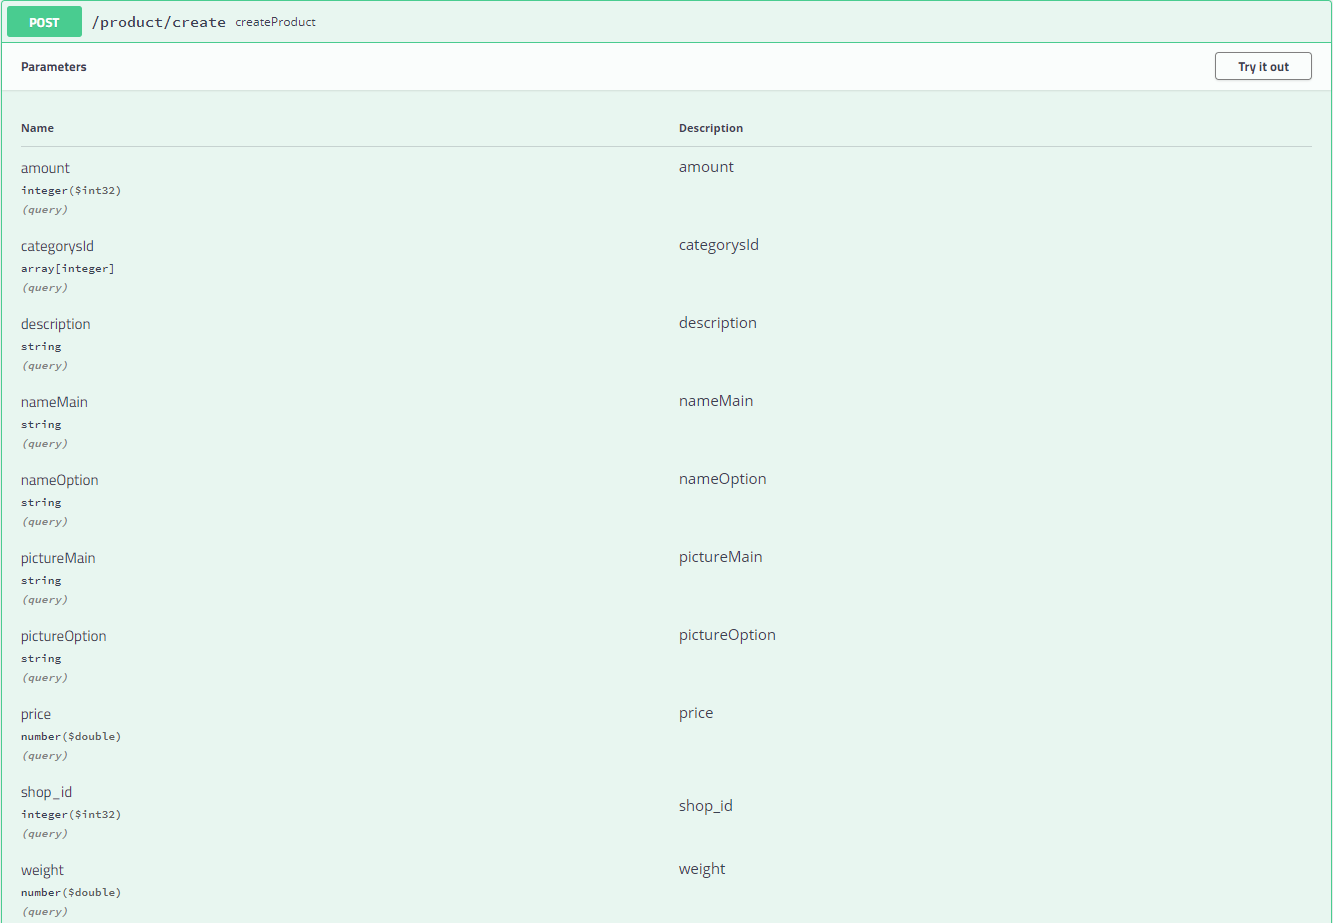 POST /product/create createProduct
Parameters Try it out
Name Description
amount amount
integer($int32)
(query)
categorysId categorysId
array[integer]
(query)
description description
string
(query)
nameMain nameMain
string
(query)
nameOption nameOption
string
(query)
pictureMain pictureMain
string
(query)
pictureOption pictureOption
string
(query)
price price
number($double)
(query)
shop_id shop_id
integer($int32)
(query)
weight weight
number($double)
(query)